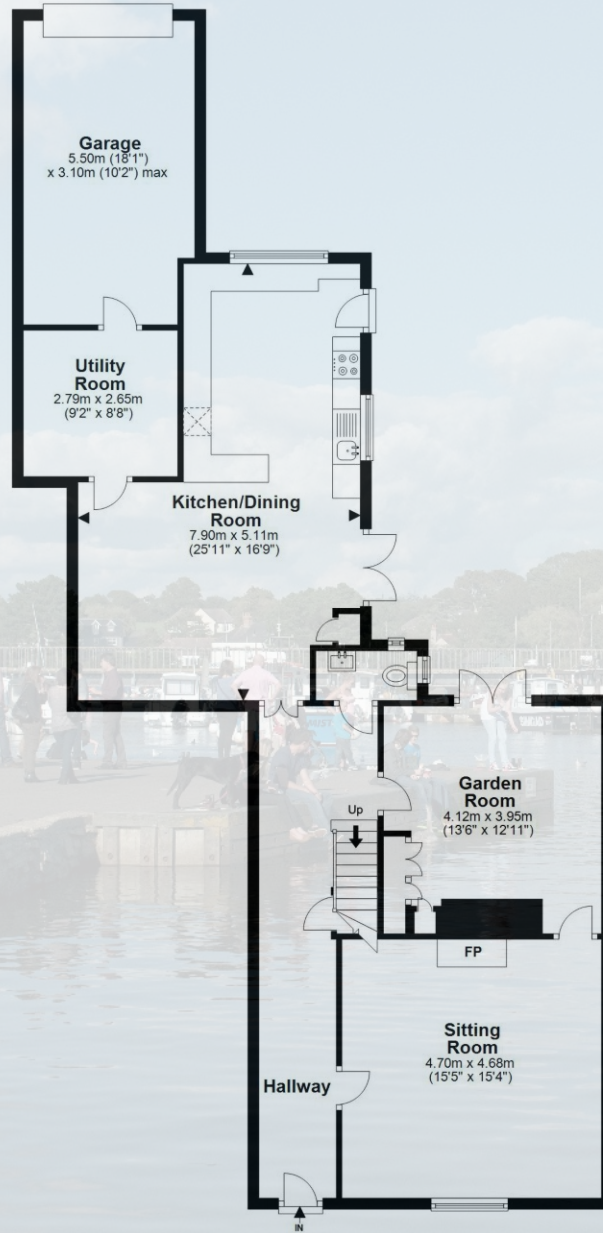 Garage
5.50m (18'1")
x 3.10m (10'2") max
Utility
Room
2.79m x 2.65m
(9'2" x 8'8")
Kitchen/Dining
Room
7.90m x 5.11m
(25'11" x 16'9")
Up
Garden
Room
4.12m x 3.95m
(13'6" x 12'11")
FP
Sitting
Room
4.70m x 4.68m
(15'5" x 15'4")
Hallway
IN